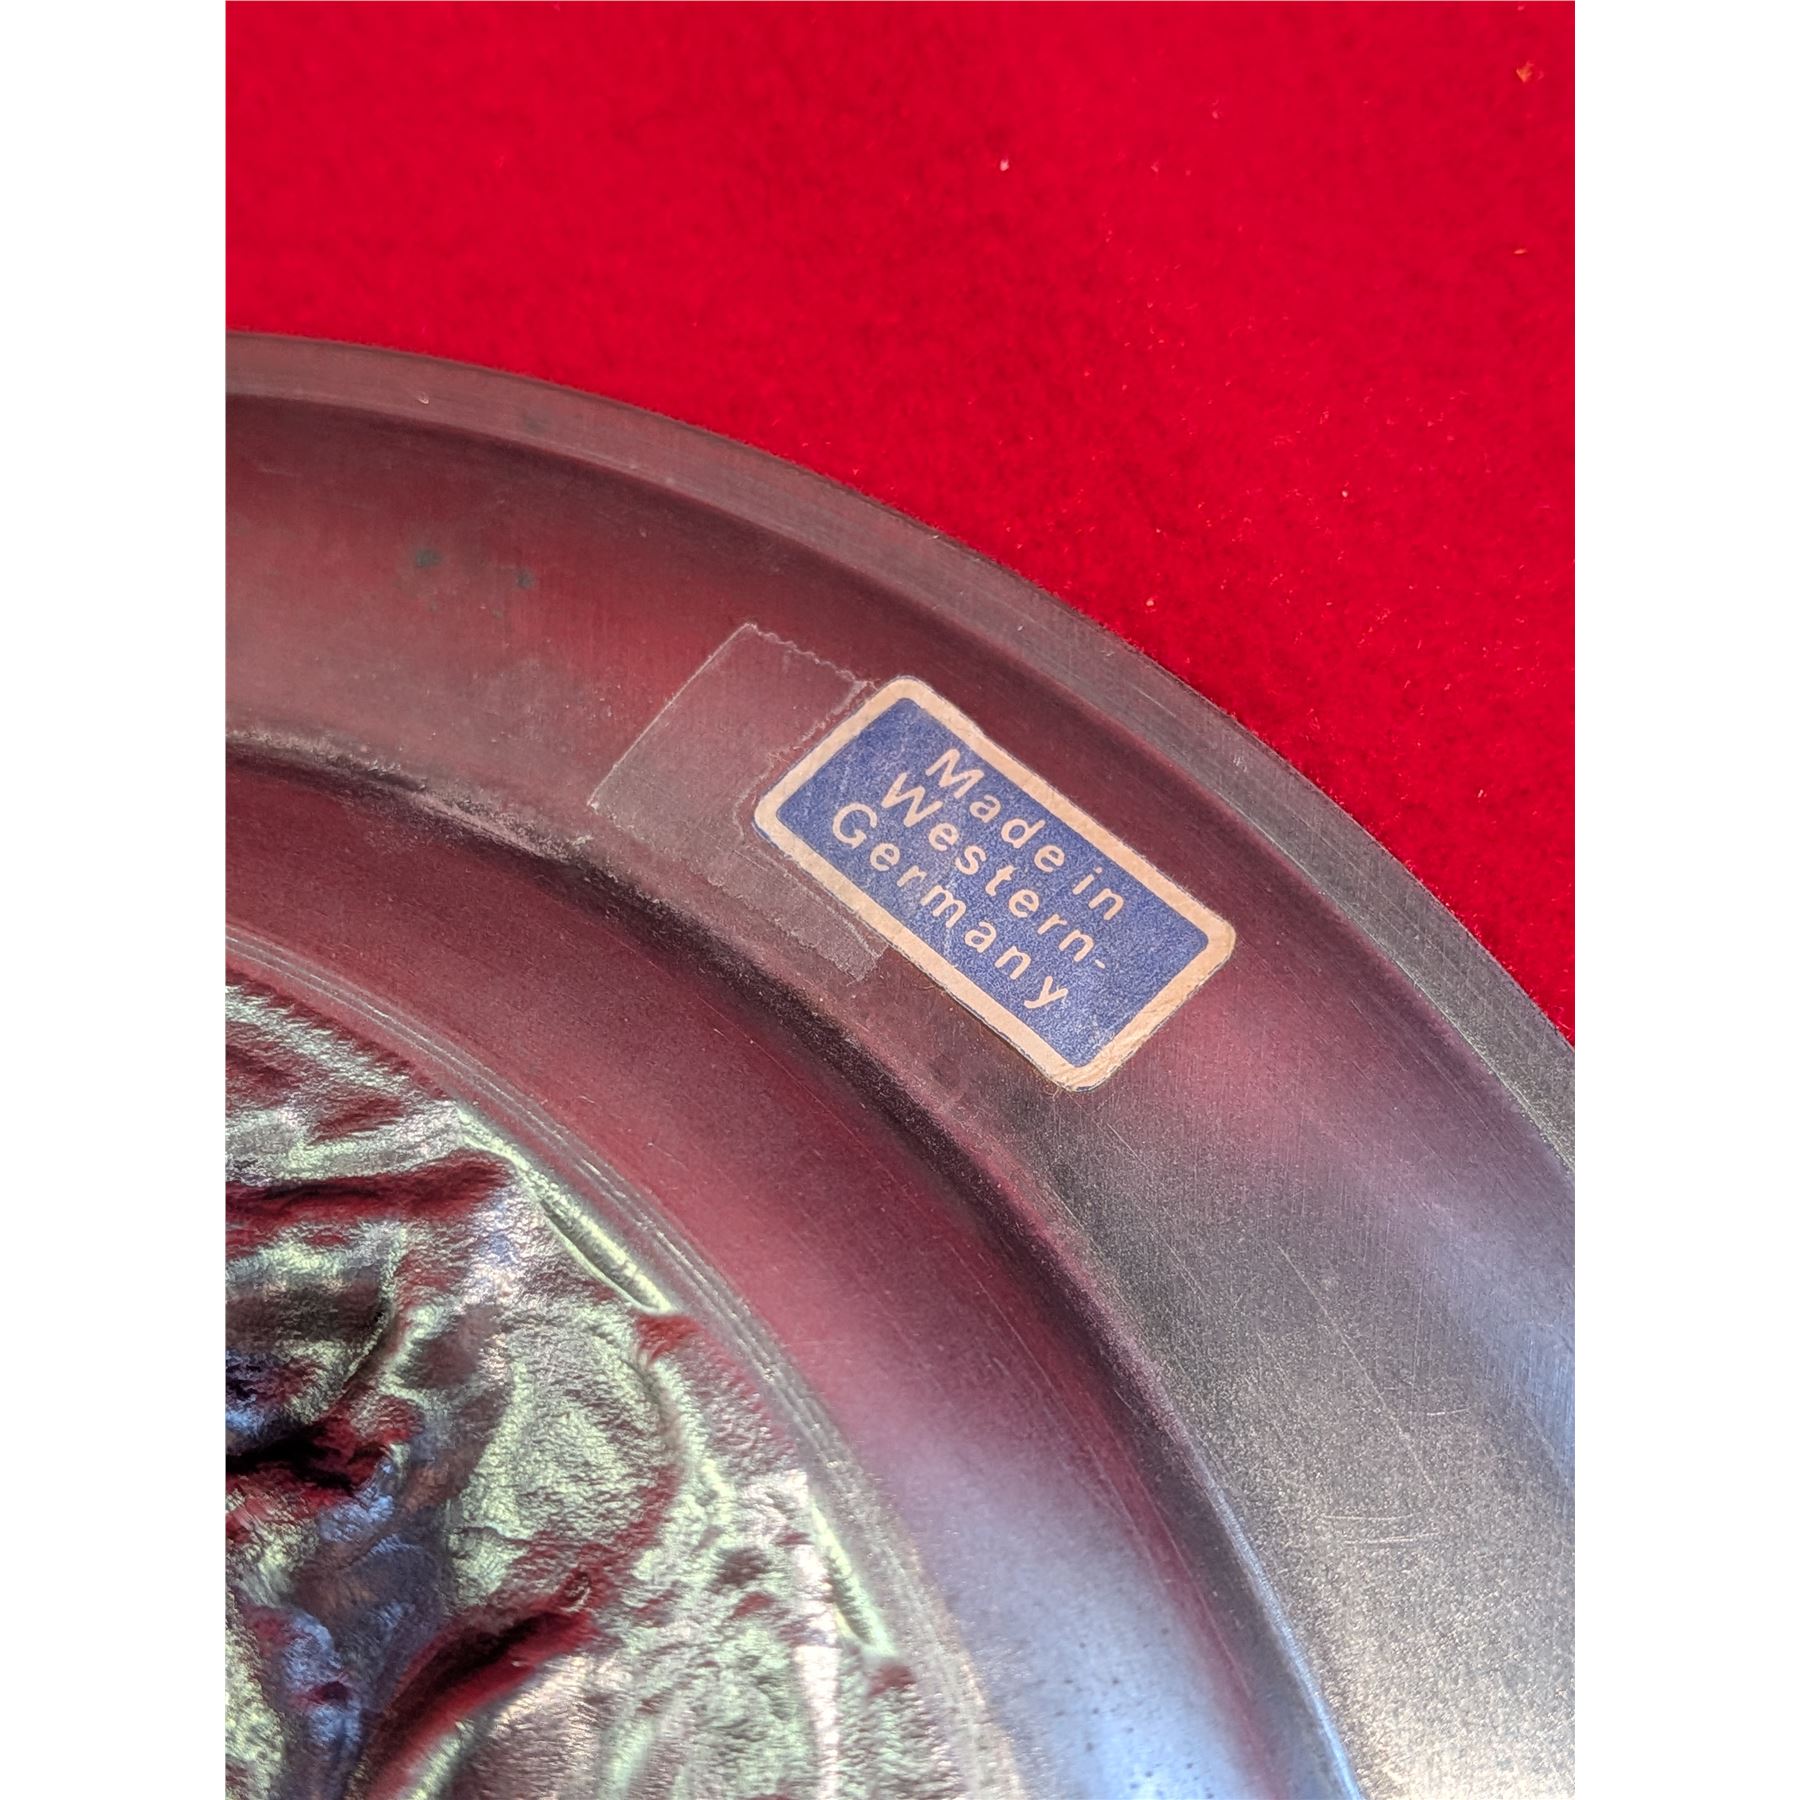 Made in
Western-
Germany